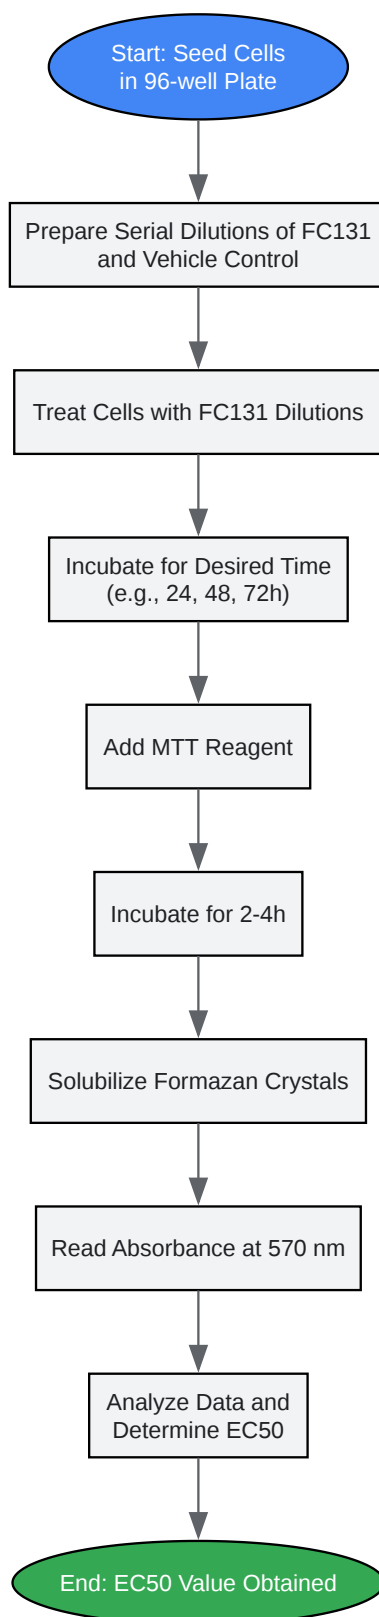 Start: Seed Cells
in 96-well Plate
Prepare Serial Dilutions of FC131
and Vehicle Control
Treat Cells with FC131 Dilutions
Incubate for Desired Time
(e.g., 24, 48, 72h)
Add MTT Reagent
Incubate for 2-4h
Solubilize Formazan Crystals
Read Absorbance at 570 nm
Analyze Data and
Determine EC50
End: EC50 Value Obtained